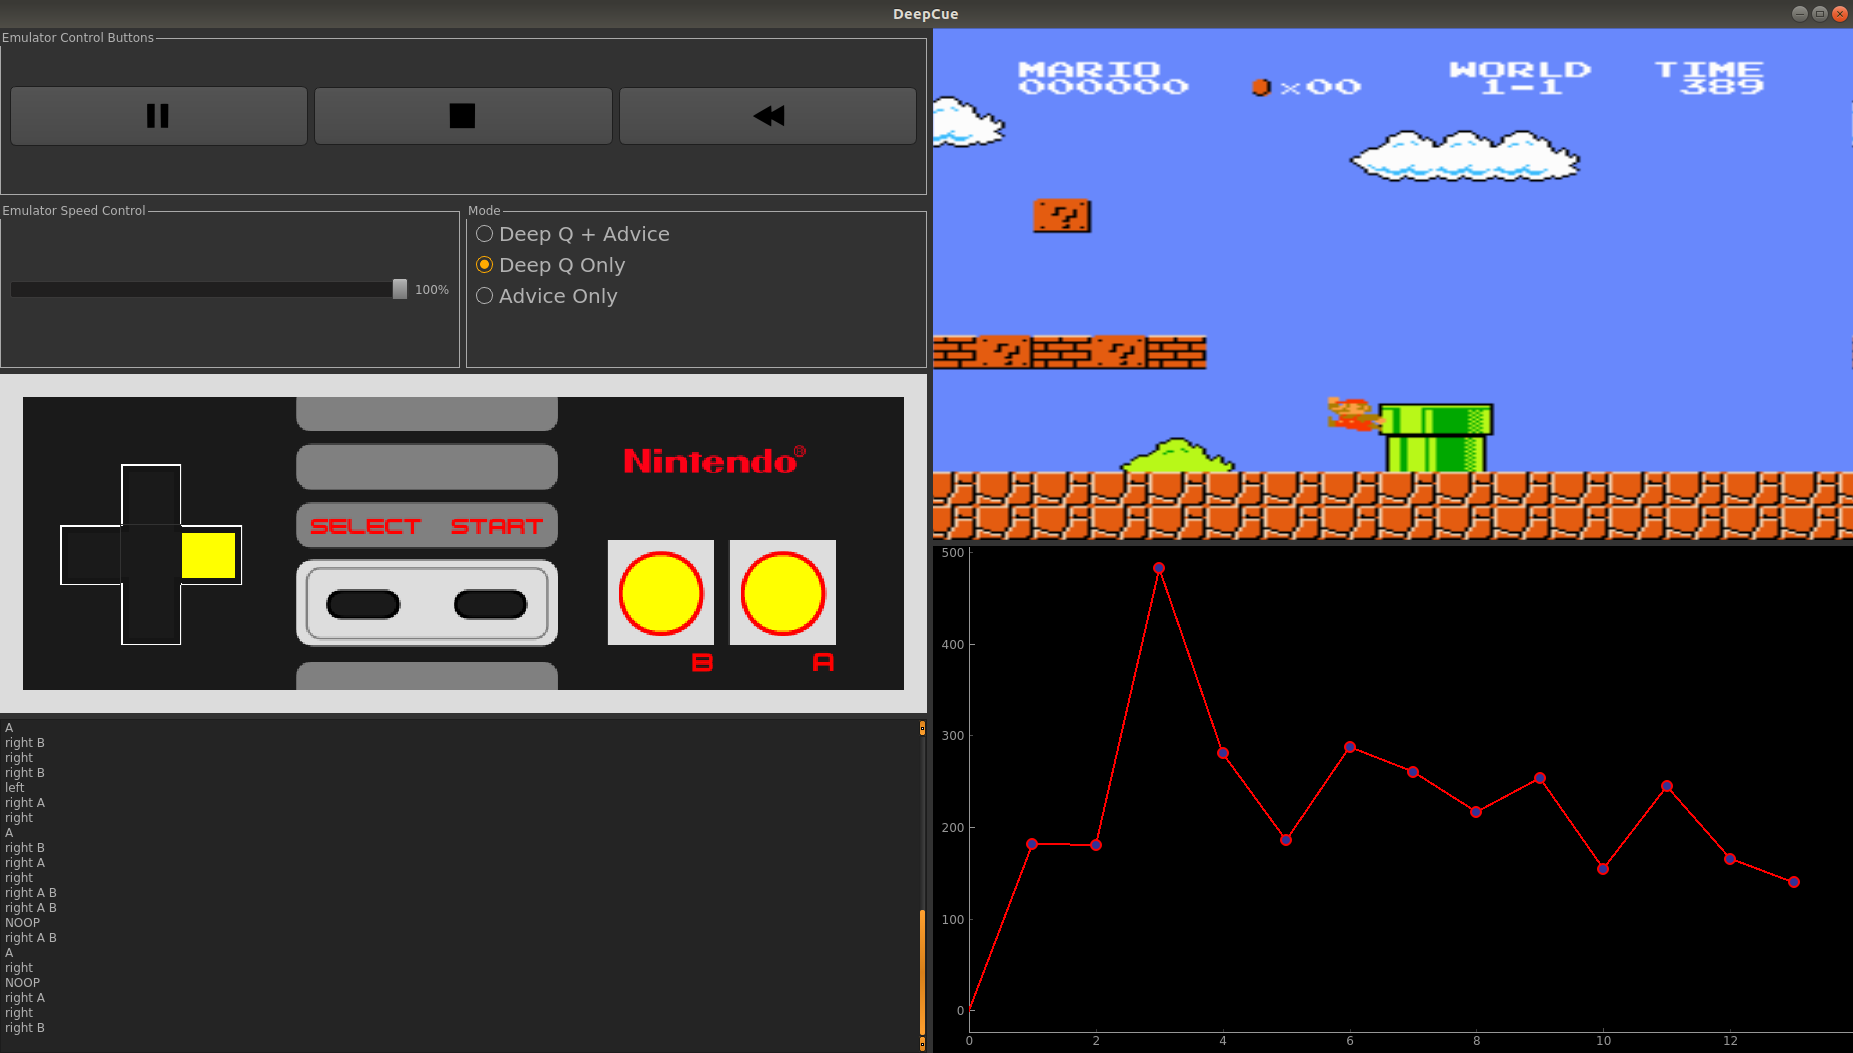 DeepCue
Emulator Control Buttons
Emulator Speed Control
100%
Mode
Deep Q + Advice
Deep Q Only
Advice Only
Nintendo®
SELECT START
B A
A
right B
right
right B
left
right A
right
A
right B
right A
right
right A B
right A B
NOOP
right A B
A
right
NOOP
right A
right
right B
MARIO WORLD TIME
000000 ×00 1-1 389
?
? ?
500
400
300
200
100
0
0 2 4 6 8 10 12